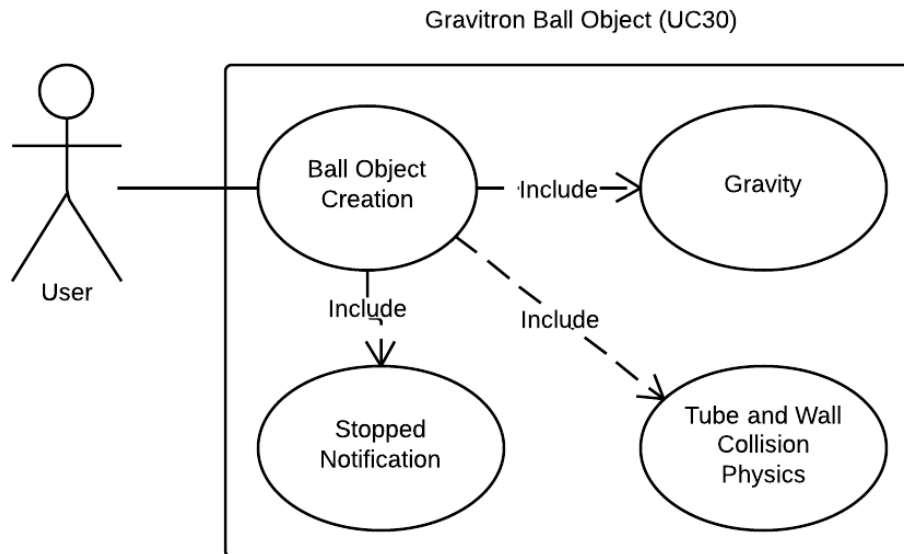 Gravitron Ball Object (UC30)
Ball Object
Creation
Include
Gravity
User
Include
Include
Stopped
Notification
Tube and Wall
Collision
Physics